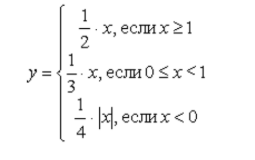 y = { 1/2 · x, если x ≥ 1
1/3 · x, если 0 ≤ x < 1
1/4 · |x|, если x < 0